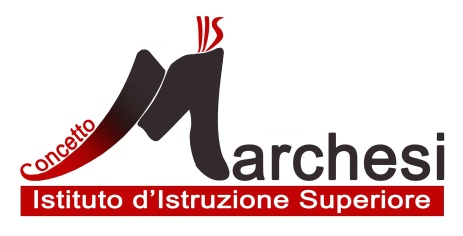 IIS
Concetto
Marchesi
Istituto d'Istruzione Superiore